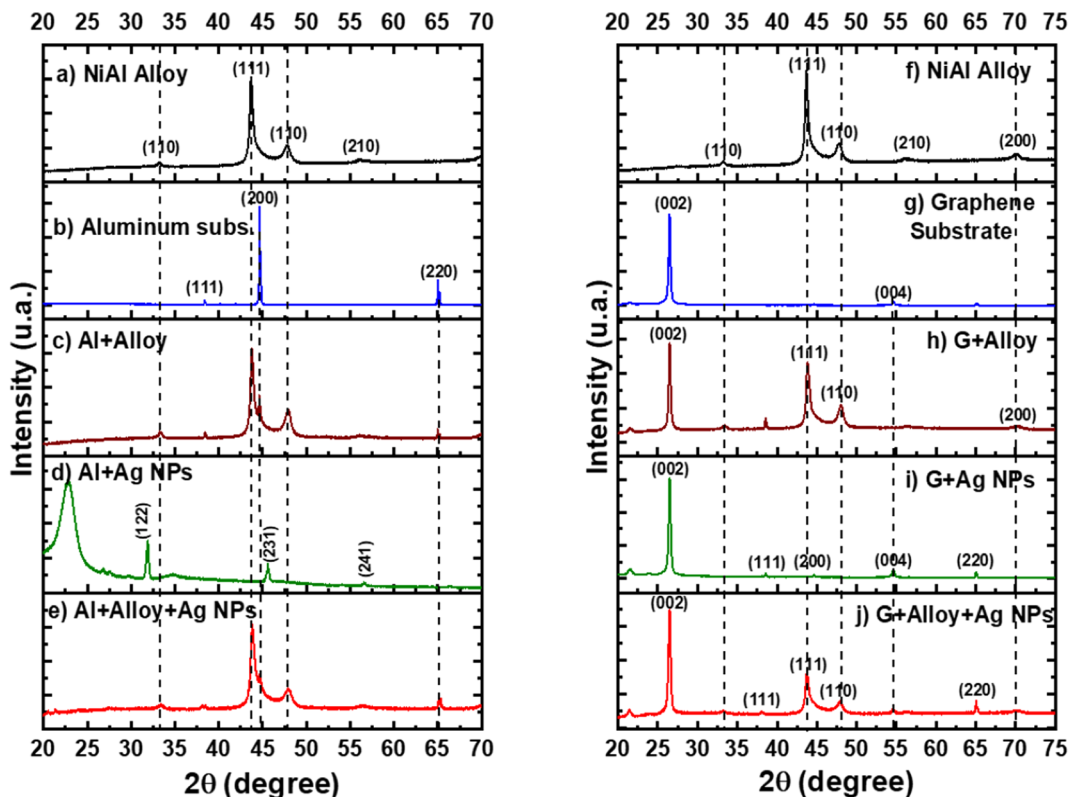 20 25 30 35 40 45 50 55 60 65 70
a) NiAl Alloy
(111)
(110)
(110)
(210)
b) Aluminum subs.
(200)
(111)
(220)
c) Al+Alloy
d) Al+Ag NPs
(122)
(231)
(241)
e) Al+Alloy+Ag NPs
20 25 30 35 40 45 50 55 60 65 70
2θ (degree)
Intensity (u.a.)
20 25 30 35 40 45 50 55 60 65 70 75
f) NiAl Alloy
(111)
(110)
(110)
(210)
(200)
g) Graphene
Substrate
(002)
(004)
h) G+Alloy
(002)
(111)
(110)
(200)
i) G+Ag NPs
(002)
(111)
(200)
(004)
(220)
j) G+Alloy+Ag NPs
(002)
(111)
(111)
(110)
(220)
20 25 30 35 40 45 50 55 60 65 70 75
2θ (degree)
Intensity (u.a.)